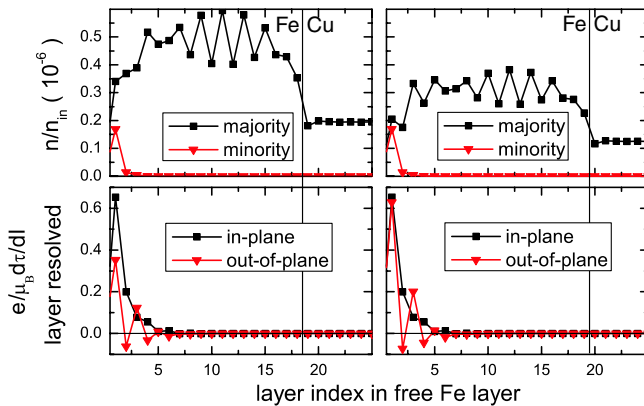 Fe Cu
Fe Cu
n/n_in ( 10^-6)
0.5
0.4
0.3
0.2
0.1
0.0
majority
minority
majority
minority
e/μ_B dτ/dI
layer resolved
0.6
0.4
0.2
0.0
in-plane
out-of-plane
in-plane
out-of-plane
5 10 15 20
5 10 15 20
layer index in free Fe layer